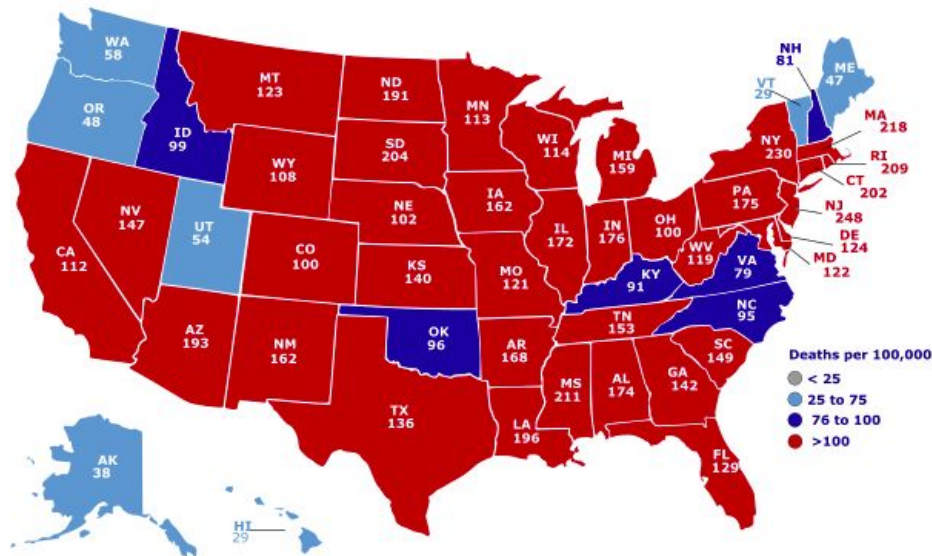 WA
58
OR
48
ID
99
MT
123
ND
191
MN
113
WI
114
MI
159
NY
230
VT
29
NH
81
ME
47
MA
218
RI
209
CT
202
NJ
248
DE
124
MD
122
PA
175
SD
204
WY
108
NE
102
IA
162
IL
172
IN
176
OH
100
WV
119
VA
79
KY
91
NC
95
NV
147
UT
54
CO
100
KS
140
MO
121
CA
112
AZ
193
NM
162
OK
96
AR
168
TN
153
SC
149
MS
211
AL
174
GA
142
TX
136
LA
196
FL
129
AK
38
HI
29
Deaths per 100,000
< 25
25 to 75
76 to 100
>100